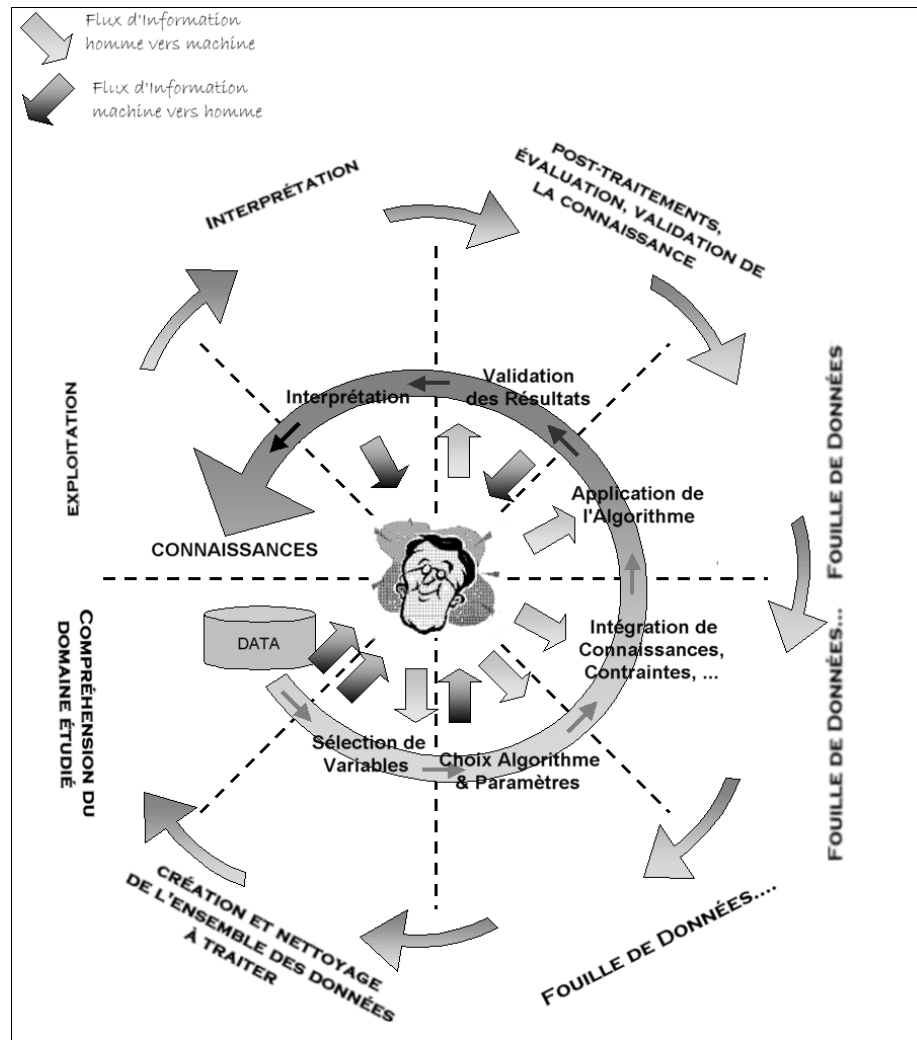 Flux d'Information
homme vers machine
Flux d'Information
machine vers homme
INTERPRÉTATION
POST-TRAITEMENTS,
ÉVALUATION, VALIDATION DE
LA CONNAISSANCE
FOUILLE DE DONNÉES
FOUILLE DE DONNÉES...
FOUILLE DE DONNÉES....
CRÉATION ET NETTOYAGE
DE L'ENSEMBLE DES DONNÉES
À TRAITER
COMPRÉHENSION DU
DOMAINE ÉTUDIÉ
EXPLOITATION
Interprétation
Validation
des Résultats
Application de
l'Algorithme
Intégration de
Connaissances,
Contraintes, ...
Choix Algorithme
& Paramètres
Sélection de
Variables
DATA
CONNAISSANCES